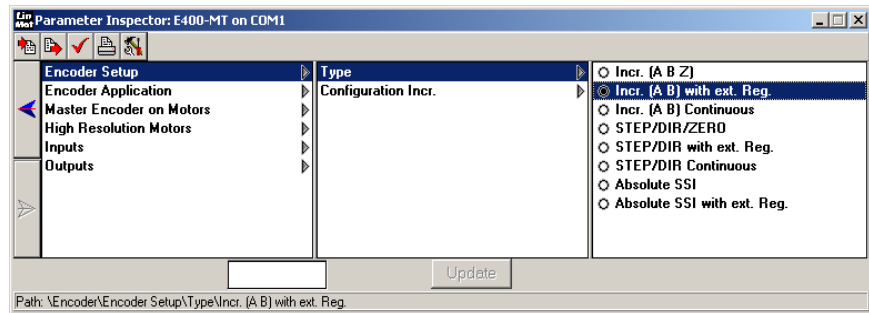 Lin Mot Parameter Inspector: E400-MT on COM1
Encoder Setup
Encoder Application
Master Encoder on Motors
High Resolution Motors
Inputs
Outputs
Type
Configuration Incr.
Incr. (A B Z)
Incr. (A B) with ext. Reg.
Incr. (A B) Continuous
STEP/DIR/ZERO
STEP/DIR with ext. Reg.
STEP/DIR Continuous
Absolute SSI
Absolute SSI with ext. Reg.
Update
Path: \Encoder\Encoder Setup\Type\Incr. (A B) with ext. Reg.